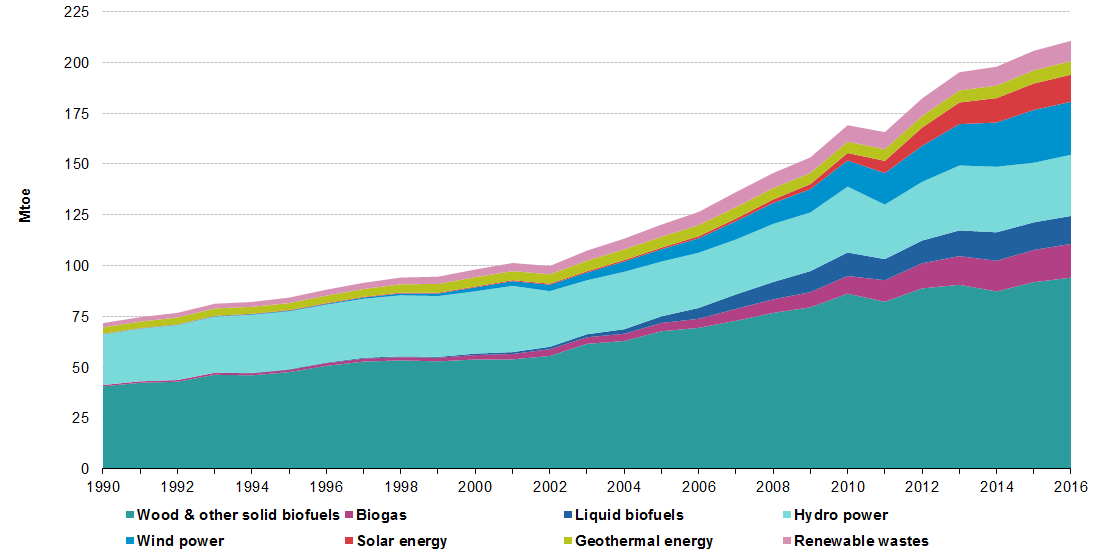 225
200
175
150
125
100
75
50
25
0
Mtoe
1990 1992 1994 1996 1998 2000 2002 2004 2006 2008 2010 2012 2014 2016
Wood & other solid biofuels Biogas Liquid biofuels Hydro power
Wind power Solar energy Geothermal energy Renewable wastes